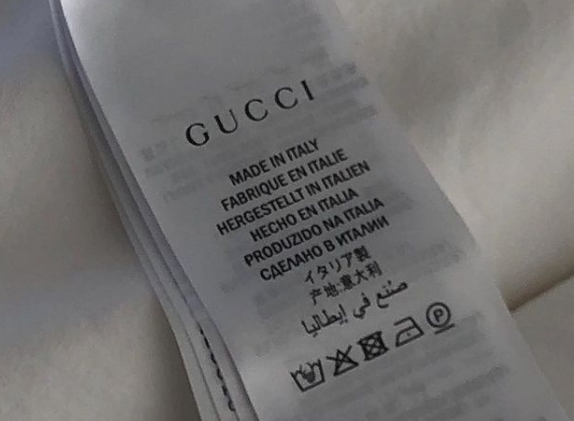 GUCCI
MADE IN ITALY
FABRIQUE EN ITALIE
HERGESTELLT IN ITALIEN
HECHO EN ITALIA
PRODUZIDO NA ITALIA
СДЕЛАНО В ИТАЛИИ
イタリア製
产地:意大利
صنع في إيطاليا
P